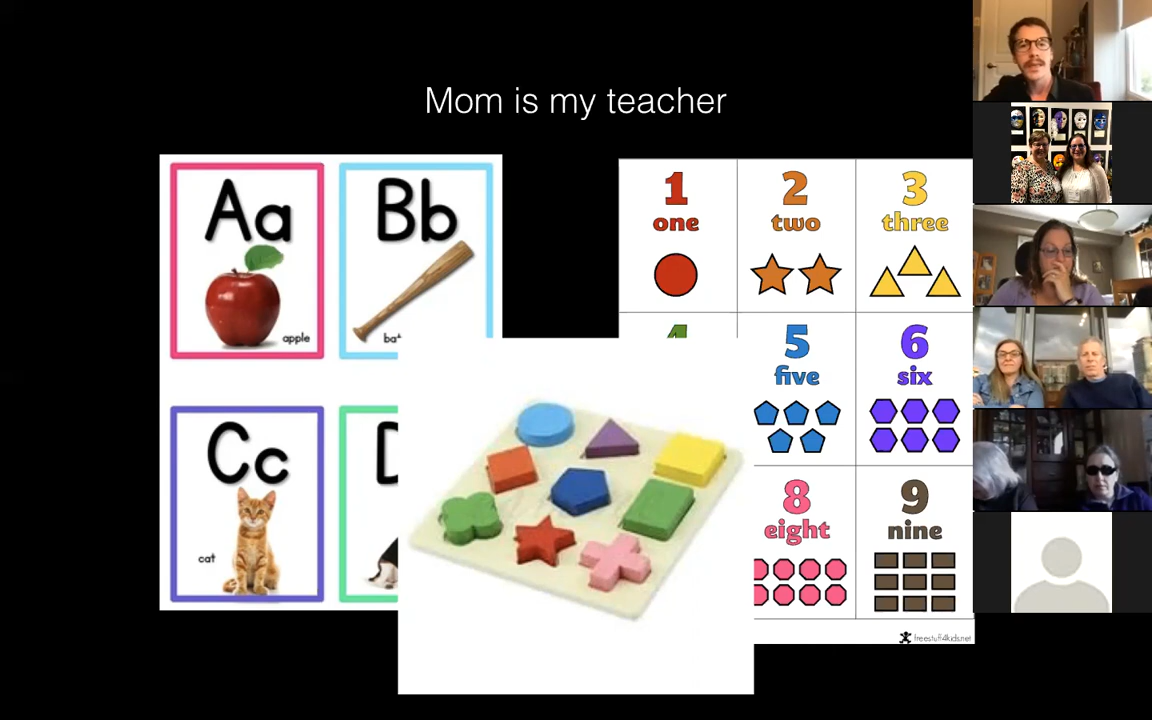 Mom is my teacher
Aa
apple
Bb
Cc
cat
1
one
2
two
3
three
4
5
five
6
six
8
eight
9
nine
freestuff4kids.net